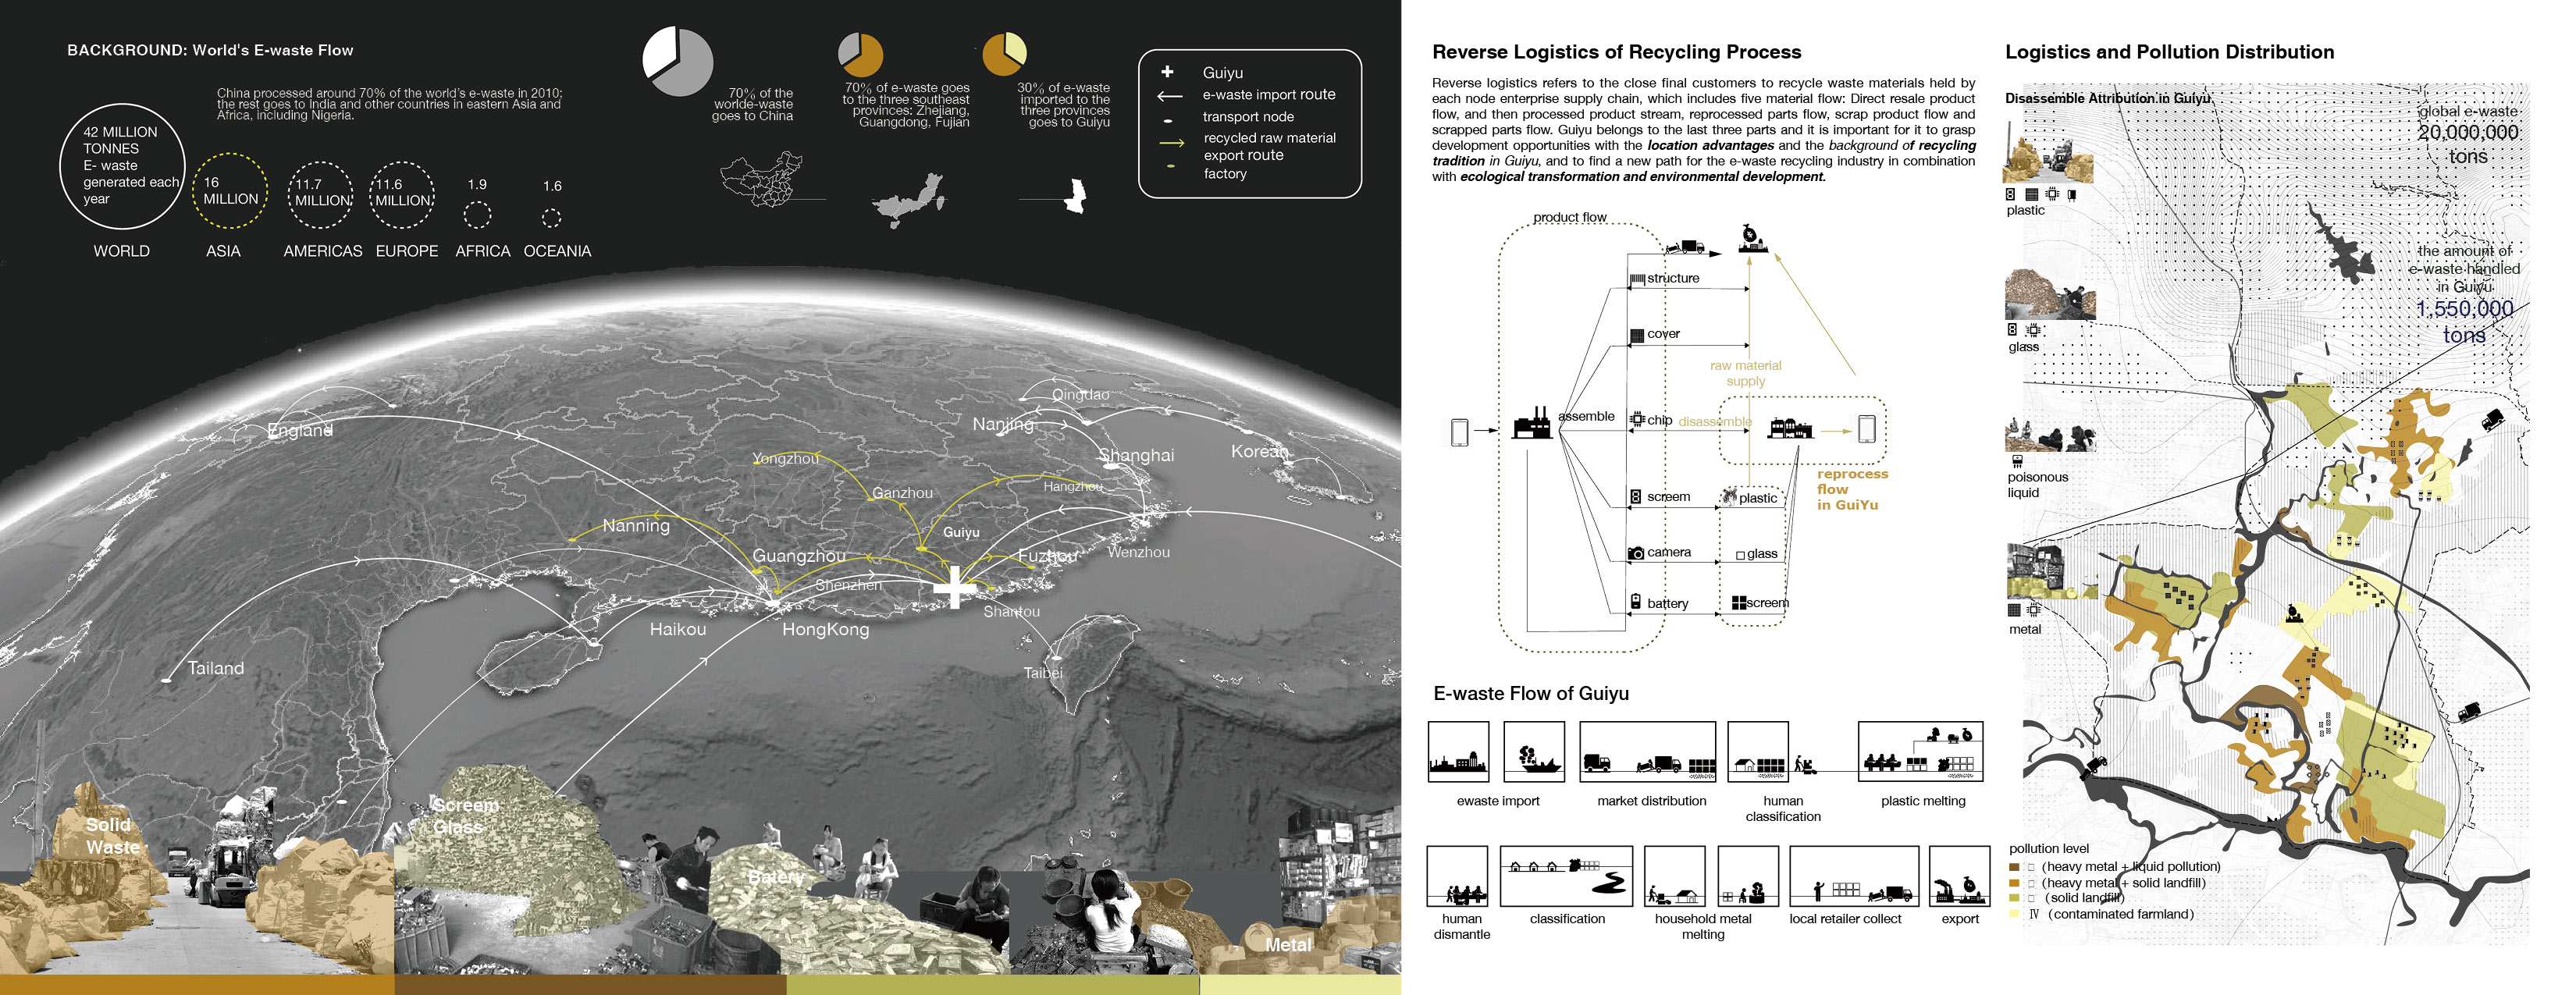 BACKGROUND: World's E-waste Flow
China processed around 70% of the world's e-waste in 2010;
the rest goes to India and other countries in eastern Asia and
Africa, including Nigeria.
42 MILLION
TONNES
E- waste
generated each
year
16
MILLION
11.7
MILLION
11.6
MILLION
1.9
1.6
WORLD
ASIA
AMERICAS
EUROPE
AFRICA
OCEANIA
70% of the
worlde-waste
goes to China
70% of e-waste goes
to the three southeast
provinces: Zhejiang,
Guangdong, Fujian
30% of e-waste
imported to the
three provinces
goes to Guiyu
Guiyu
e-waste import route
transport node
recycled raw material
export route
factory
England
Qingdao
Nanjing
Shanghai
Korean
Yongzhou
Ganzhou
Hangzhou
Nanning
Guiyu
Guangzhou
Fuzhou
Wenzhou
Shenzhen
Shantou
Haikou
HongKong
Tailand
Taibei
Solid
Waste
Screem
Glass
Batery
Metal
Reverse Logistics of Recycling Process
Reverse logistics refers to the close final customers to recycle waste materials held by
each node enterprise supply chain, which includes five material flow: Direct resale product
flow, and then processed product stream, reprocessed parts flow, scrap product flow and
scrapped parts flow. Guiyu belongs to the last three parts and it is important for it to grasp
development opportunities with the location advantages and the background of recycling
tradition in Guiyu, and to find a new path for the e-waste recycling industry in combination
with ecological transformation and environmental development.
product flow
structure
cover
raw material
supply
assemble
chip
disassemble
reprocess
flow
in GuiYu
screem
plastic
camera
glass
battery
screem
E-waste Flow of Guiyu
ewaste import
market distribution
human
classification
plastic melting
human
dismantle
classification
household metal
melting
local retailer collect
export
Logistics and Pollution Distribution
Disassemble Attribution in Guiyu
global e-waste
20,000,000
tons
plastic
the amount of
e-waste handled
in Guiyu
1,550,000
tons
glass
poisonous
liquid
metal
pollution level
□ (heavy metal + liquid pollution)
□ (heavy metal + solid landfill)
□ (solid landfill)
Ⅳ (contaminated farmland)